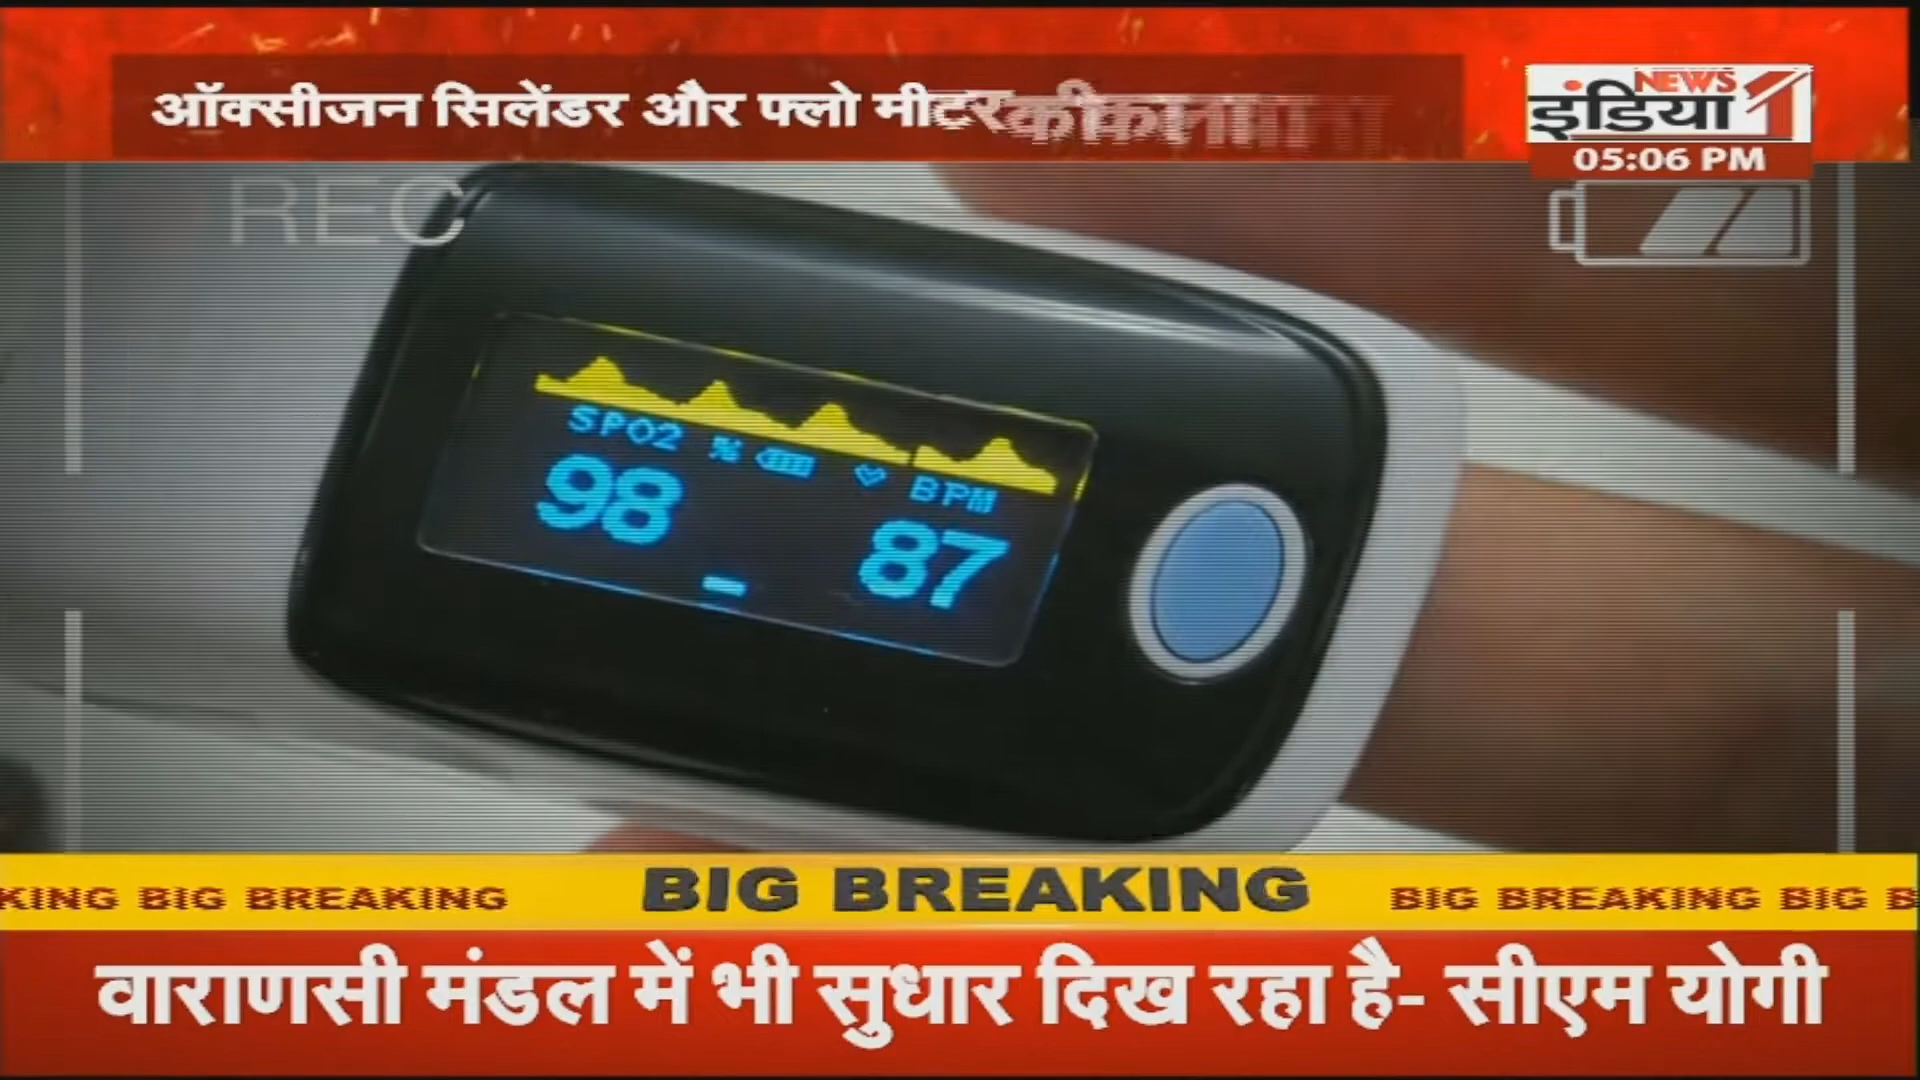 ऑक्सीजन सिलेंडर और फ्लो मीटर की
NEWS
इंडिया 1
05:06 PM
REC
SPO2 % BPM
98 87
KING BIG BREAKING BIG BREAKING BIG BREAKING BIG B
वाराणसी मंडल में भी सुधार दिख रहा है- सीएम योगी